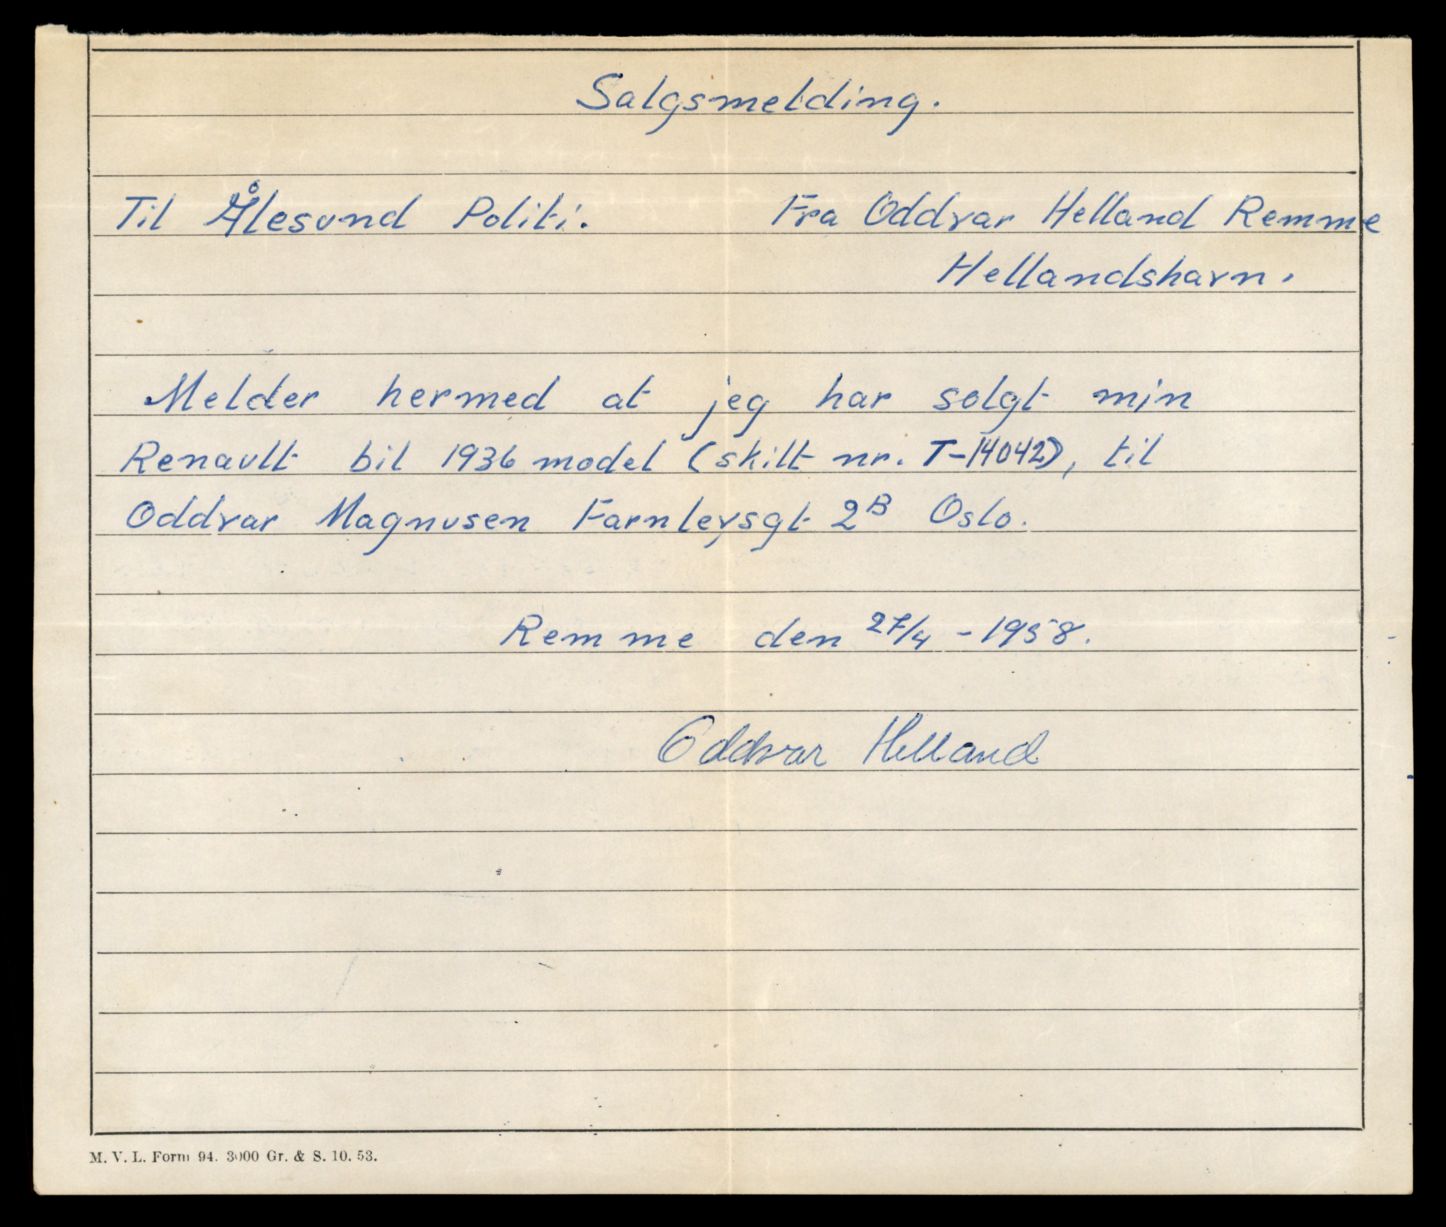 Salgsmelding.
Til Ålesund Politi. Fra Oddvar Helland Remme
Hellandshavn.
Melder hermed at jeg har solgt min
Renault bil 1936 model (skilt nr. T-14042), til
Oddvar Magnusen Farnleysgt 2B Oslo.
Remme den 27/4 - 1958.
Oddvar Helland
M. V. L. Form 94. 3000 Gr. & S. 10. 53.